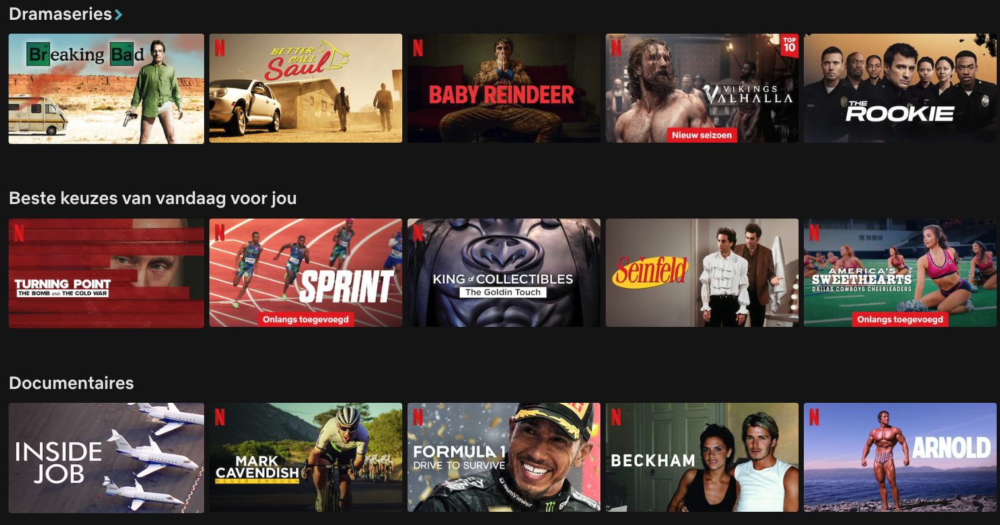 Dramaseries
Breaking Bad
N
BETTER
CALL
Saul
N
BABY REINDEER
N
TOP
10
VIKINGS
VALHALLA
Nieuw seizoen
THE
ROOKIE
Beste keuzes van vandaag voor jou
N
TURNING POINT
THE BOMB AND THE COLD WAR
N
SPRINT
Onlangs toegevoegd
N
KING of COLLECTIBLES
The Goldin Touch
Seinfeld
N
AMERICA'S
SWEETHEARTS
DALLAS COWBOYS CHEERLEADERS
Onlangs toegevoegd
Documentaires
INSIDE
JOB
N
MARK
CAVENDISH
NEVER ENOUGH
N
FORMULA 1
DRIVE TO SURVIVE
TeamViewer
N
BECKHAM
N
ARNOLD